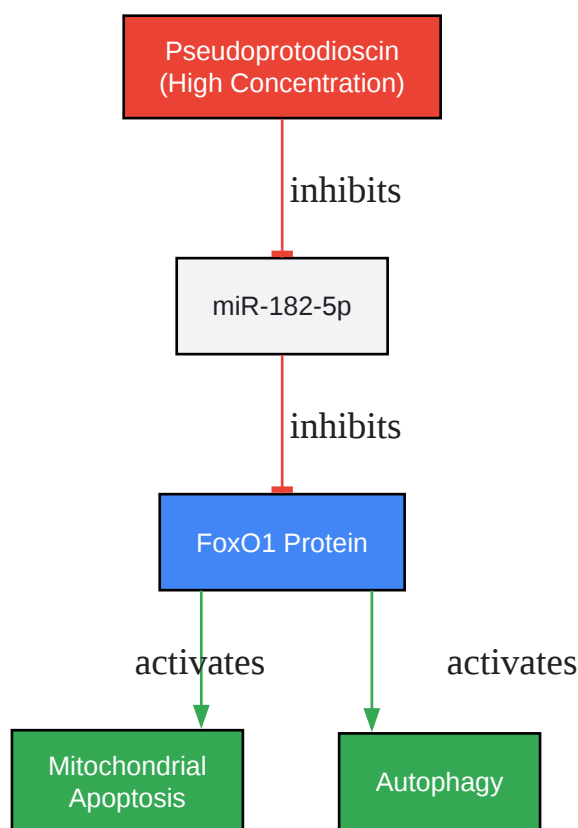 Pseudoprotodioscin
(High Concentration)
inhibits
miR-182-5p
inhibits
FoxO1 Protein
activates
activates
Mitochondrial
Apoptosis
Autophagy